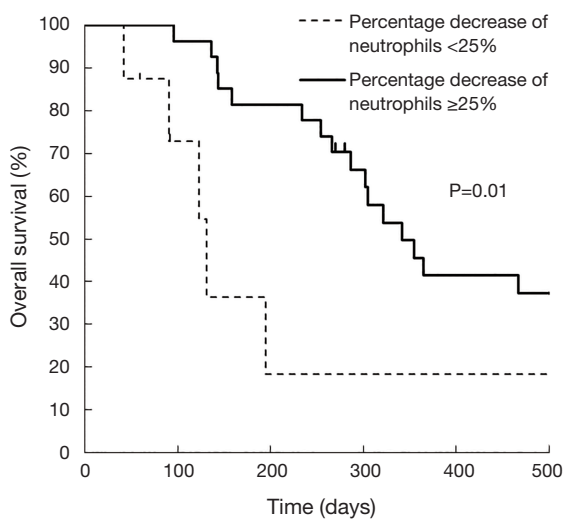 Percentage decrease of
neutrophils <25%
Percentage decrease of
neutrophils ≥25%
P=0.01
Overall survival (%)
100
90
80
70
60
50
40
30
20
10
0
0 100 200 300 400 500
Time (days)